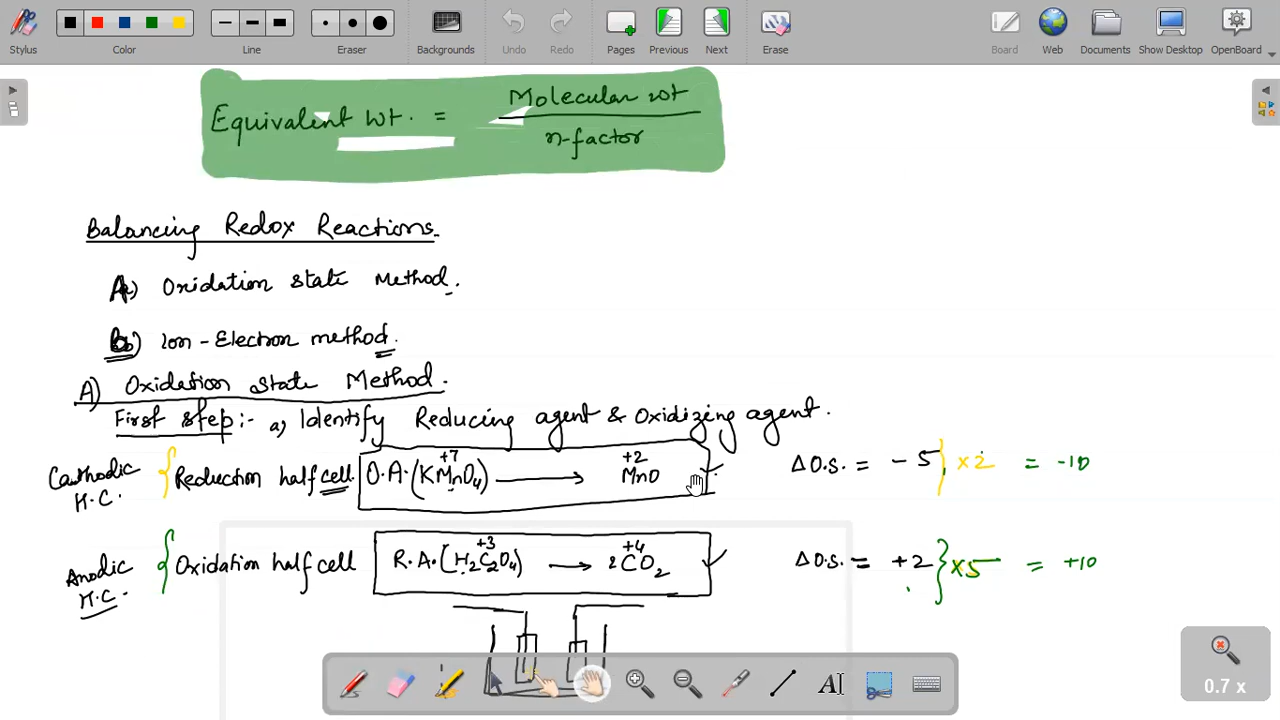 Stylus
Color
Line
Eraser
Backgrounds
Undo
Redo
Pages
Previous
Next
Erase
Board
Web
Documents
Show Desktop
OpenBoard
Equivalent wt. = Molecular wt
n-factor
Balancing Redox Reactions.
A) Oxidation state Method.
b) Ion-Electron method.
A) Oxidation state Method.
First step:- a, Identify Reducing agent & Oxidizing agent.
+7 +2
Cathodic H.C. { Reduction half cell O.A. (KMnO4) → MnO ΔO.S. = -5 } ×2 = -10
+3 +4
Anodic H.C. { Oxidation half cell R.A. (H2C2O4) → 2CO2 ΔO.S. = +2 } ×5 = +10
0.7 x